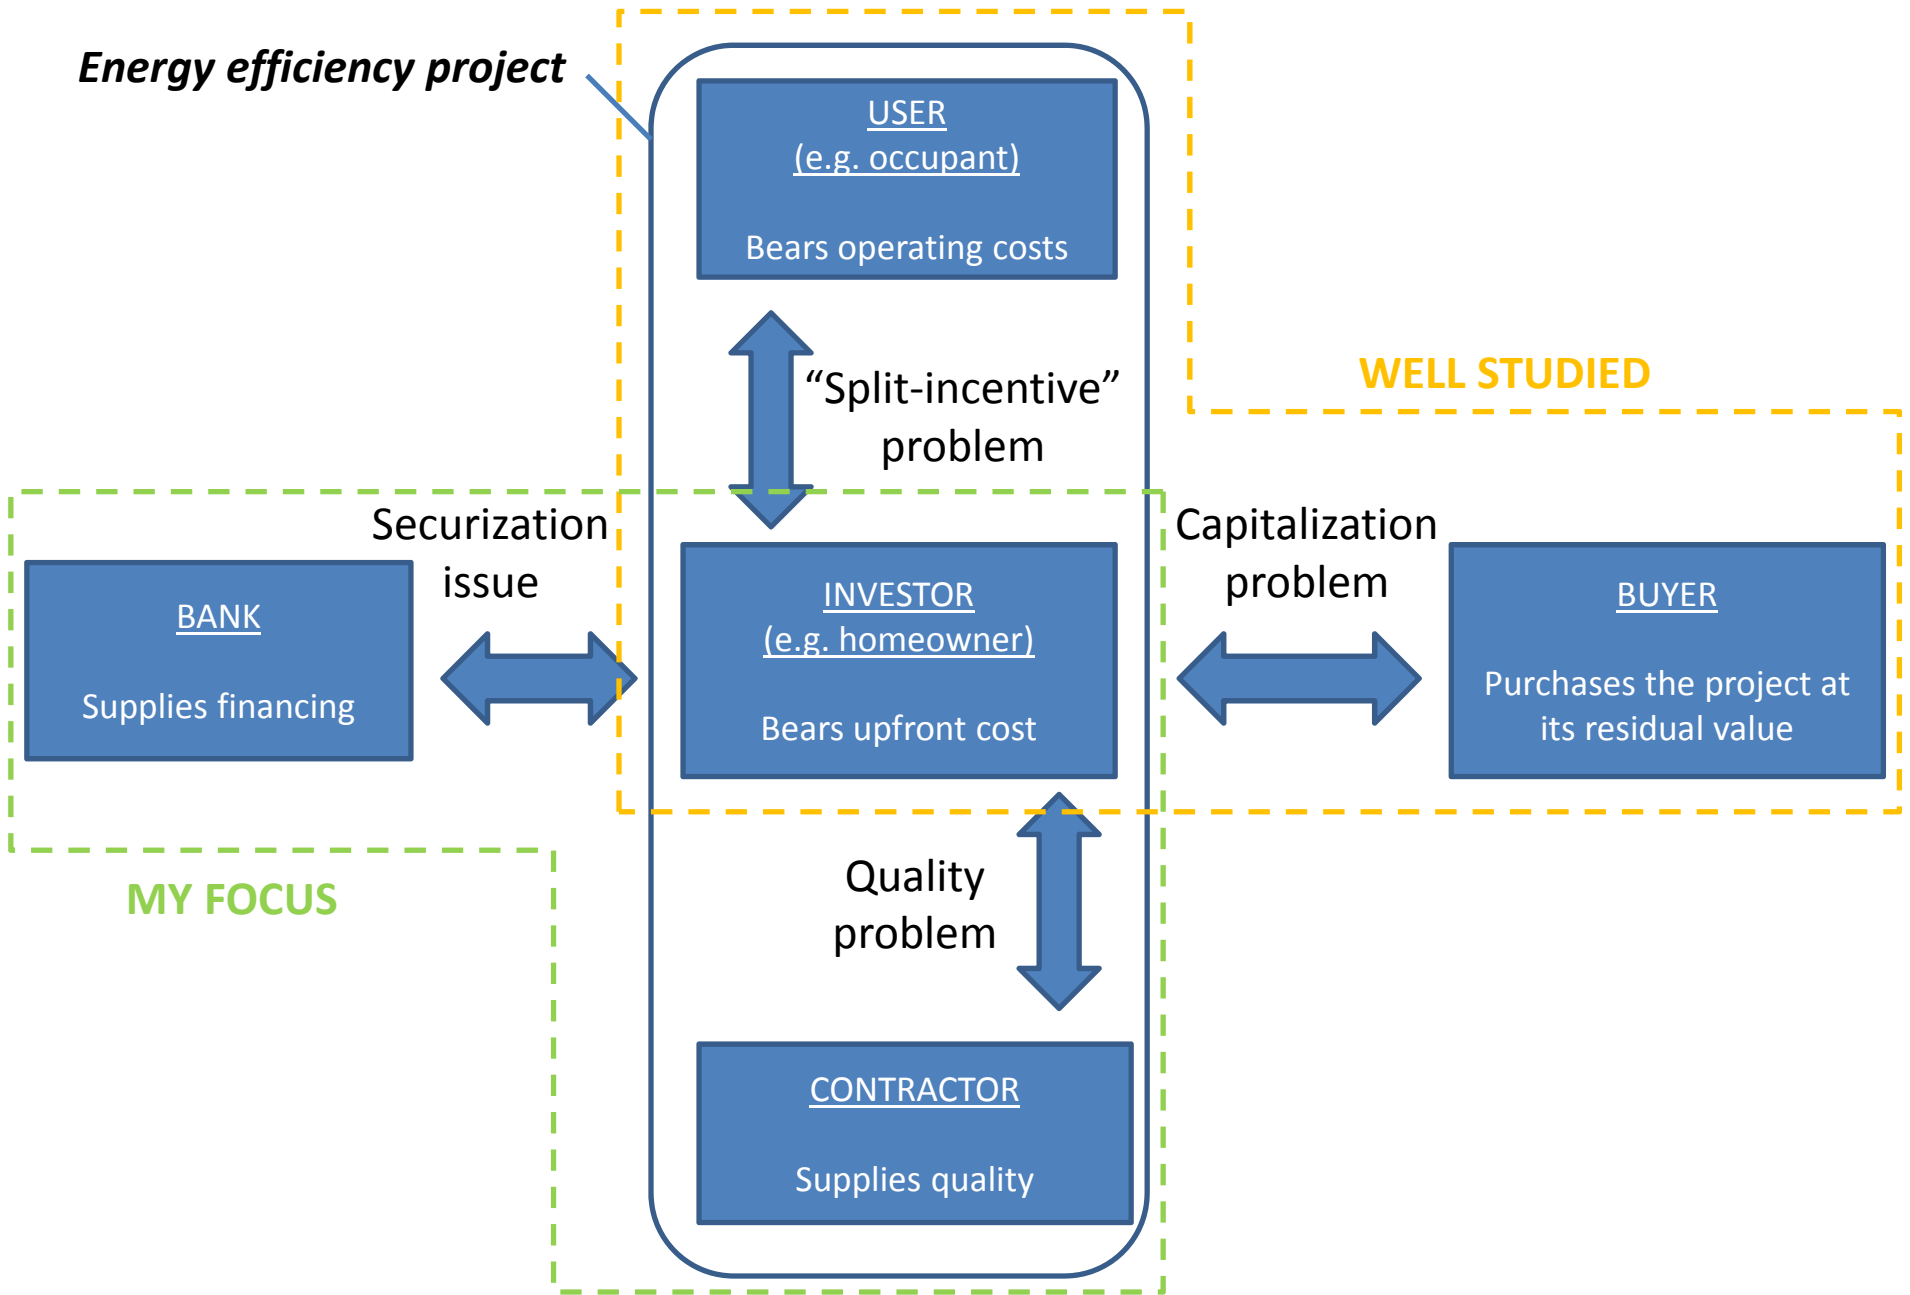 Energy efficiency project
USER
(e.g. occupant)
Bears operating costs
“Split-incentive”
problem
WELL STUDIED
Securization
issue
Capitalization
problem
BANK
Supplies financing
INVESTOR
(e.g. homeowner)
Bears upfront cost
BUYER
Purchases the project at
its residual value
MY FOCUS
Quality
problem
CONTRACTOR
Supplies quality